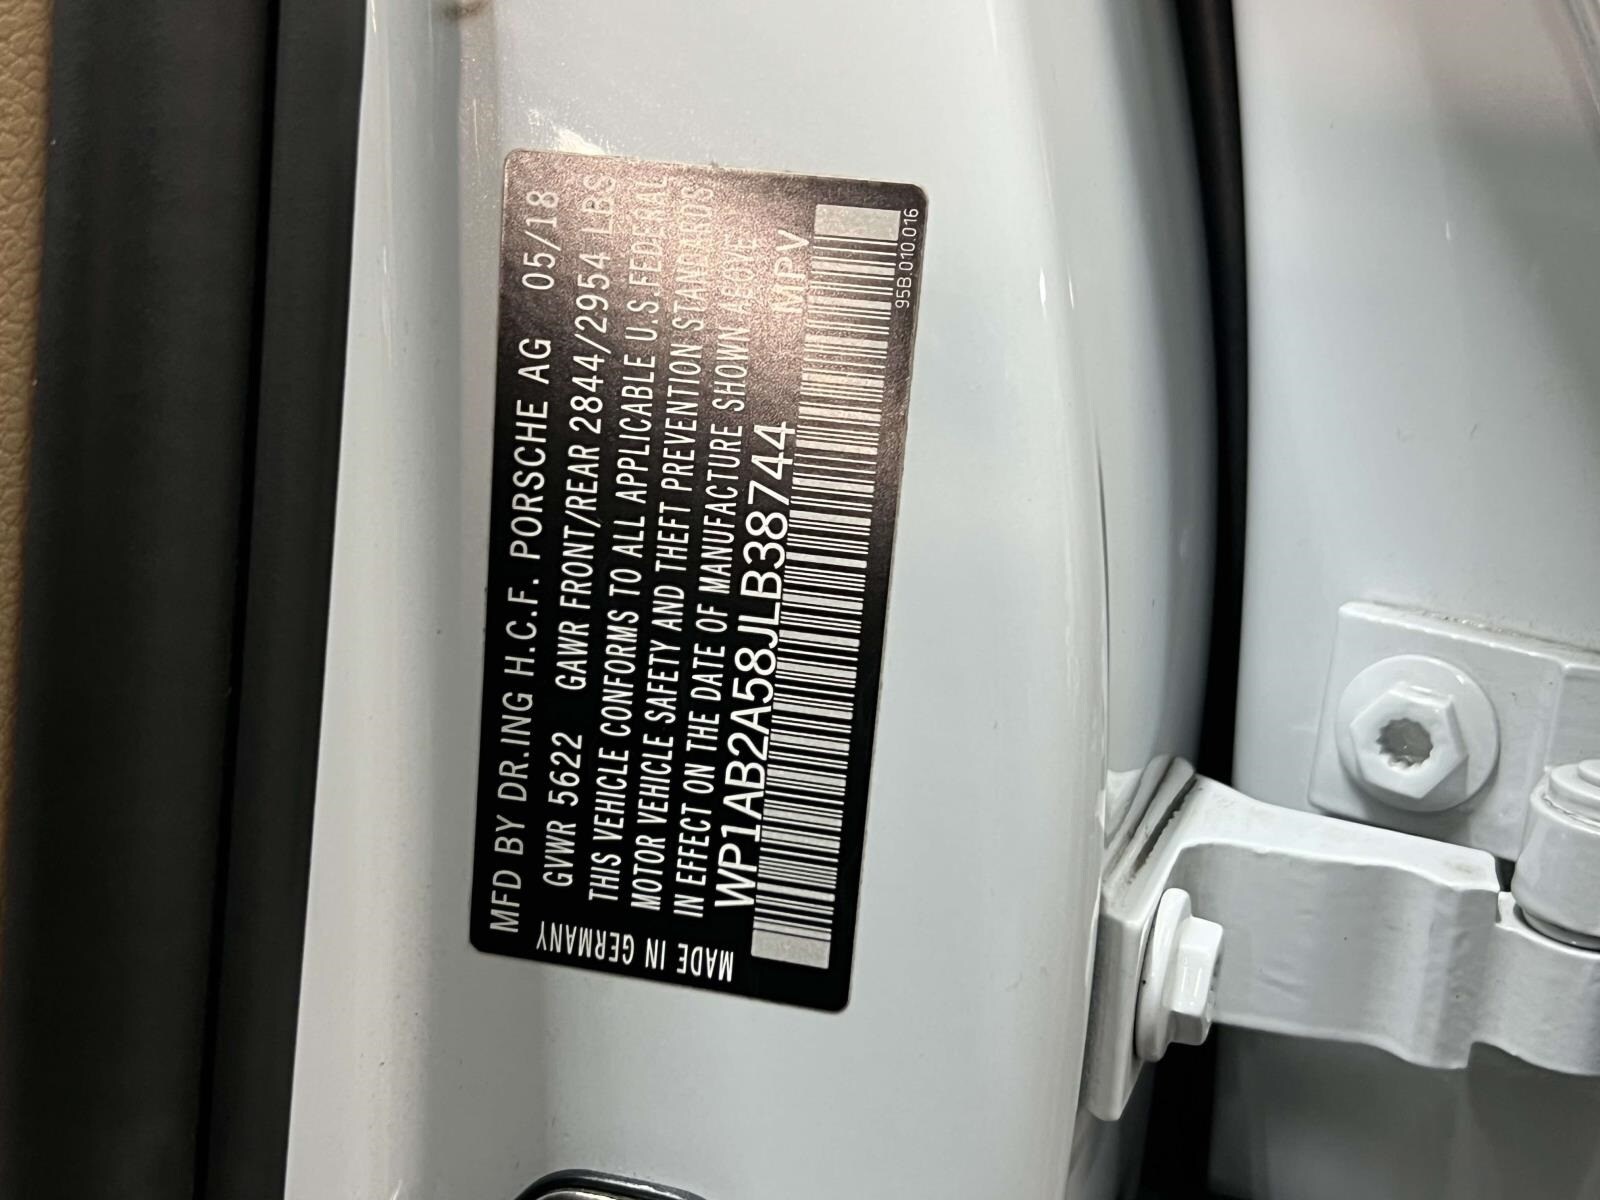 MFD BY DR.ING H.C.F. PORSCHE AG 05/18
GVWR 5622 GAWR FRONT/REAR 2844/2954 LBS
THIS VEHICLE CONFORMS TO ALL APPLICABLE U.S.FEDERAL
MOTOR VEHICLE SAFETY AND THEFT PREVENTION STANDARDS
IN EFFECT ON THE DATE OF MANUFACTURE SHOWN ABOVE
WP1AB2A58JLB38744 MPV
95B.010.016
MADE IN GERMANY